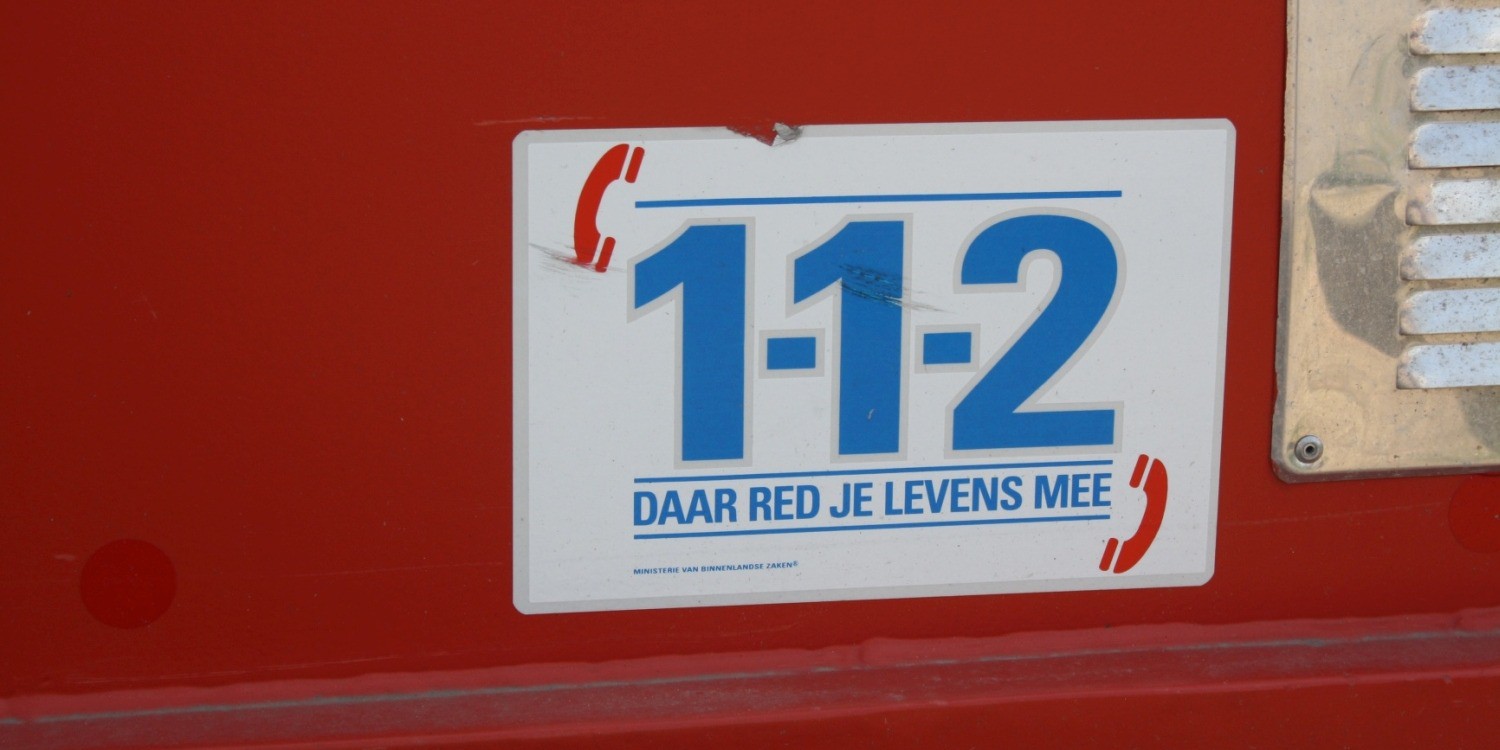 1-1-2
DAAR RED JE LEVENS MEE
MINISTERIE VAN BINNENLANDSE ZAKEN®